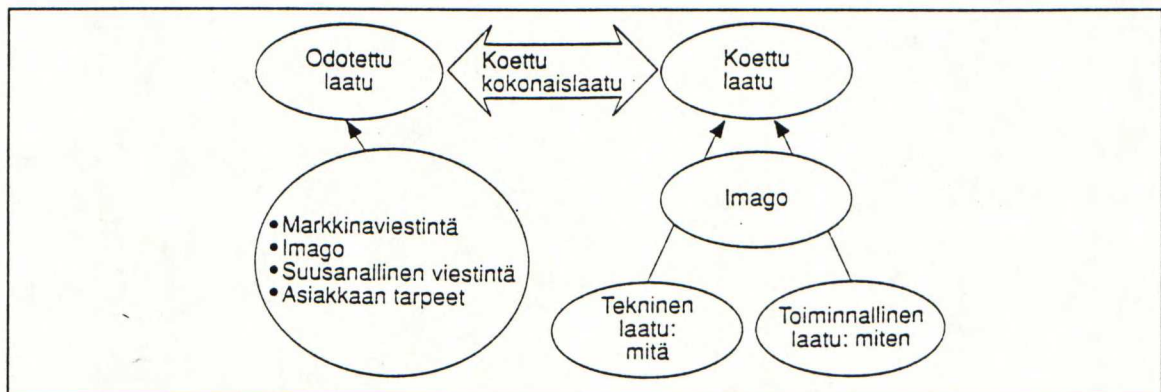 Odotettu
laatu
Koettu
kokonaislaatu
Koettu
laatu
• Markkinaviestintä
• Imago
• Suusanallinen viestintä
• Asiakkaan tarpeet
Imago
Tekninen
laatu:
mitä
Toiminnallinen
laatu: miten